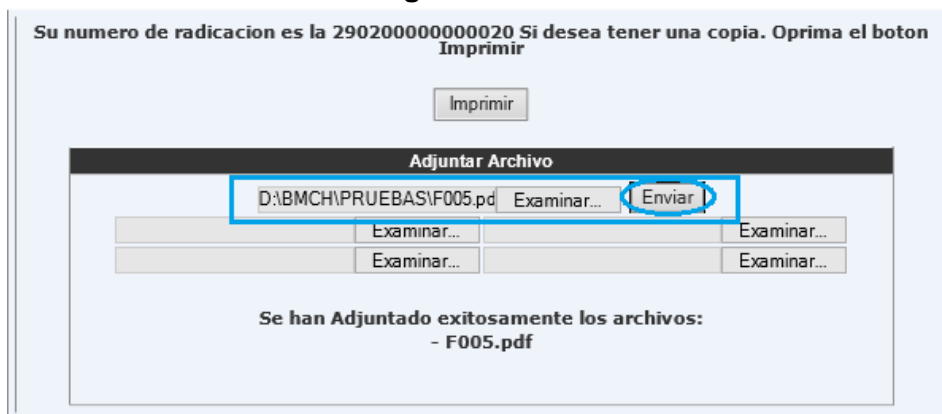 Su numero de radicacion es la 290200000000020 Si desea tener una copia. Oprima el boton
Imprimir
Imprimir
Adjuntar Archivo
D:\BMCH\PRUEBAS\F005.pd Examinar... Enviar
Examinar... Examinar...
Examinar... Examinar...
Se han Adjuntado exitosamente los archivos:
- F005.pdf